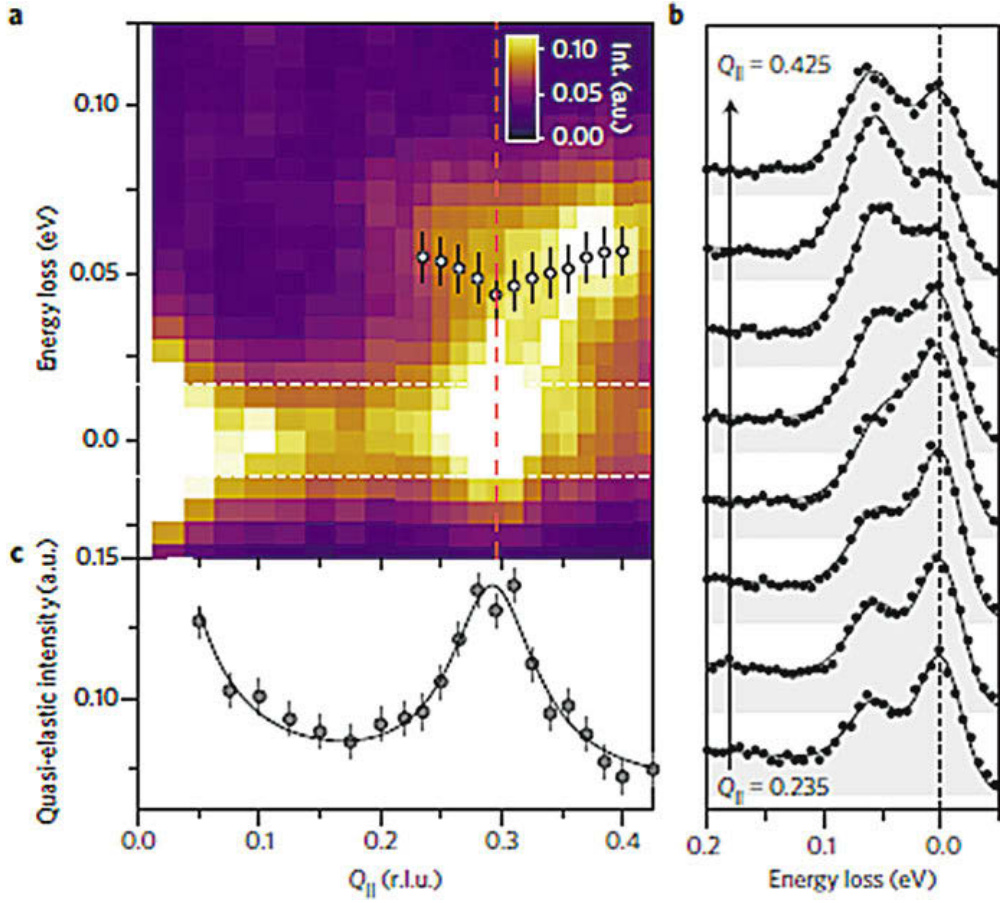 a
0.10
0.05
0.0
Energy loss (eV)
0.10
0.05
0.00
Int. (a.u.)
b
Q|| = 0.425
Q|| = 0.235
0.2
0.1
0.0
Energy loss (eV)
c
0.15
0.10
Quasi-elastic intensity (a.u.)
0.0
0.1
0.2
0.3
0.4
Q|| (r.l.u.)